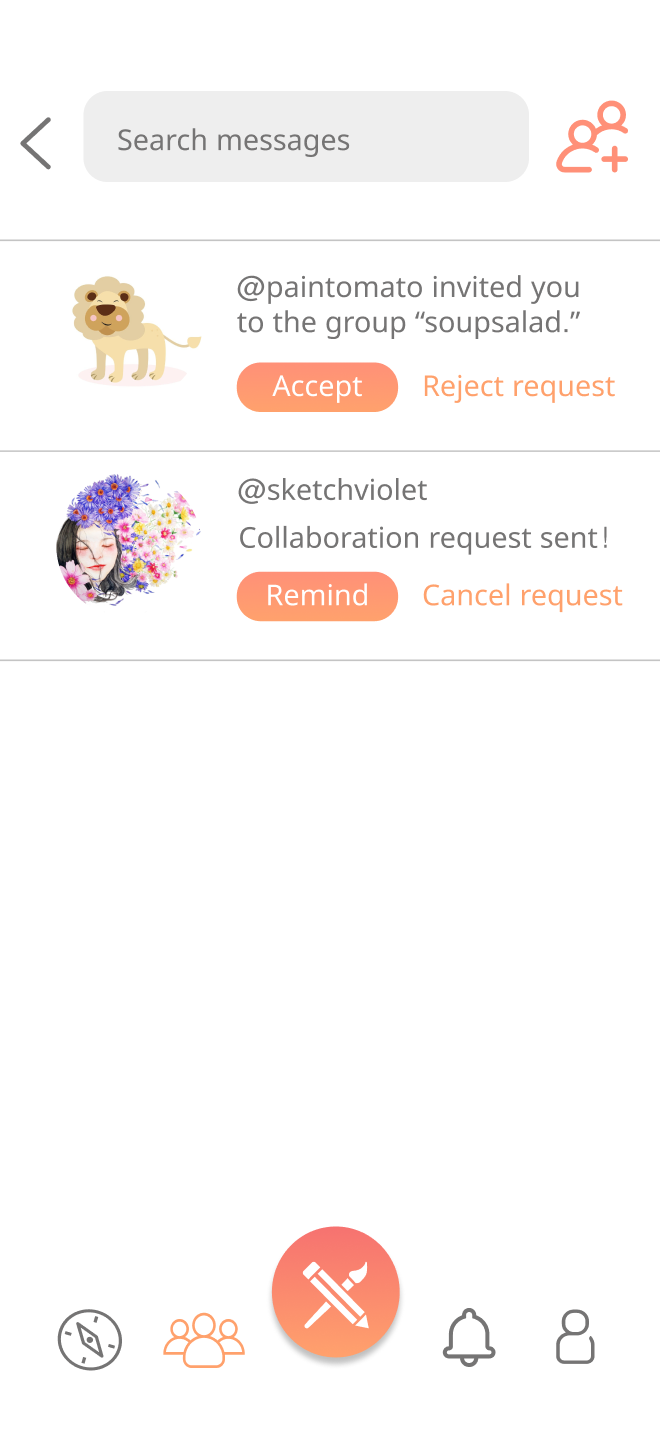 Search messages
@paintomato invited you
to the group “soupsalad.”
Accept Reject request
@sketchviolet
Collaboration request sent!
Remind Cancel request